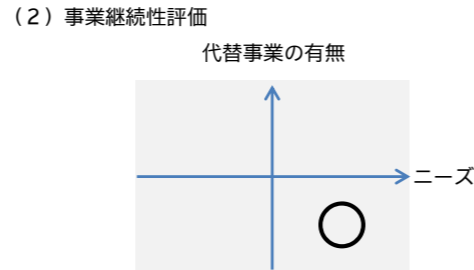 （２）事業継続性評価
代替事業の有無
ニーズ